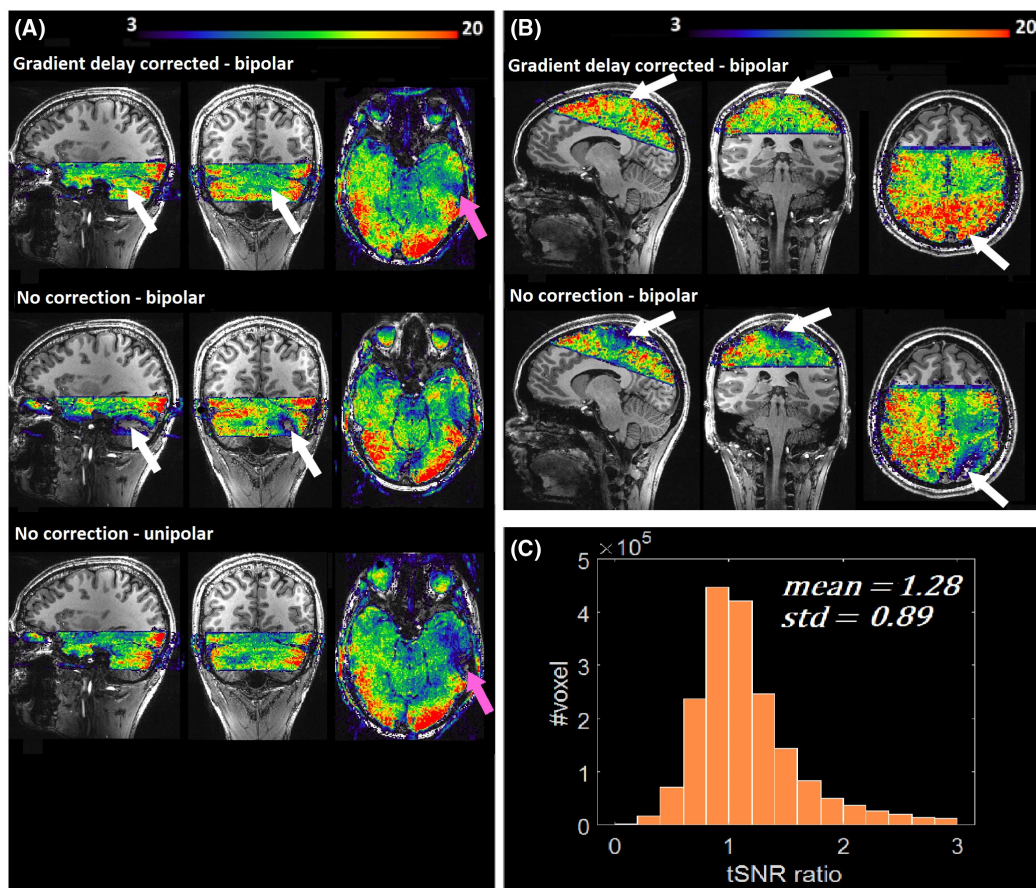 (A)
3
20
Gradient delay corrected - bipolar
No correction - bipolar
No correction - unipolar
(B)
3
20
Gradient delay corrected - bipolar
No correction - bipolar
(C)
×10⁵
mean = 1.28
std = 0.89
5
4
3
2
1
0
#voxel
0 1 2 3
tSNR ratio